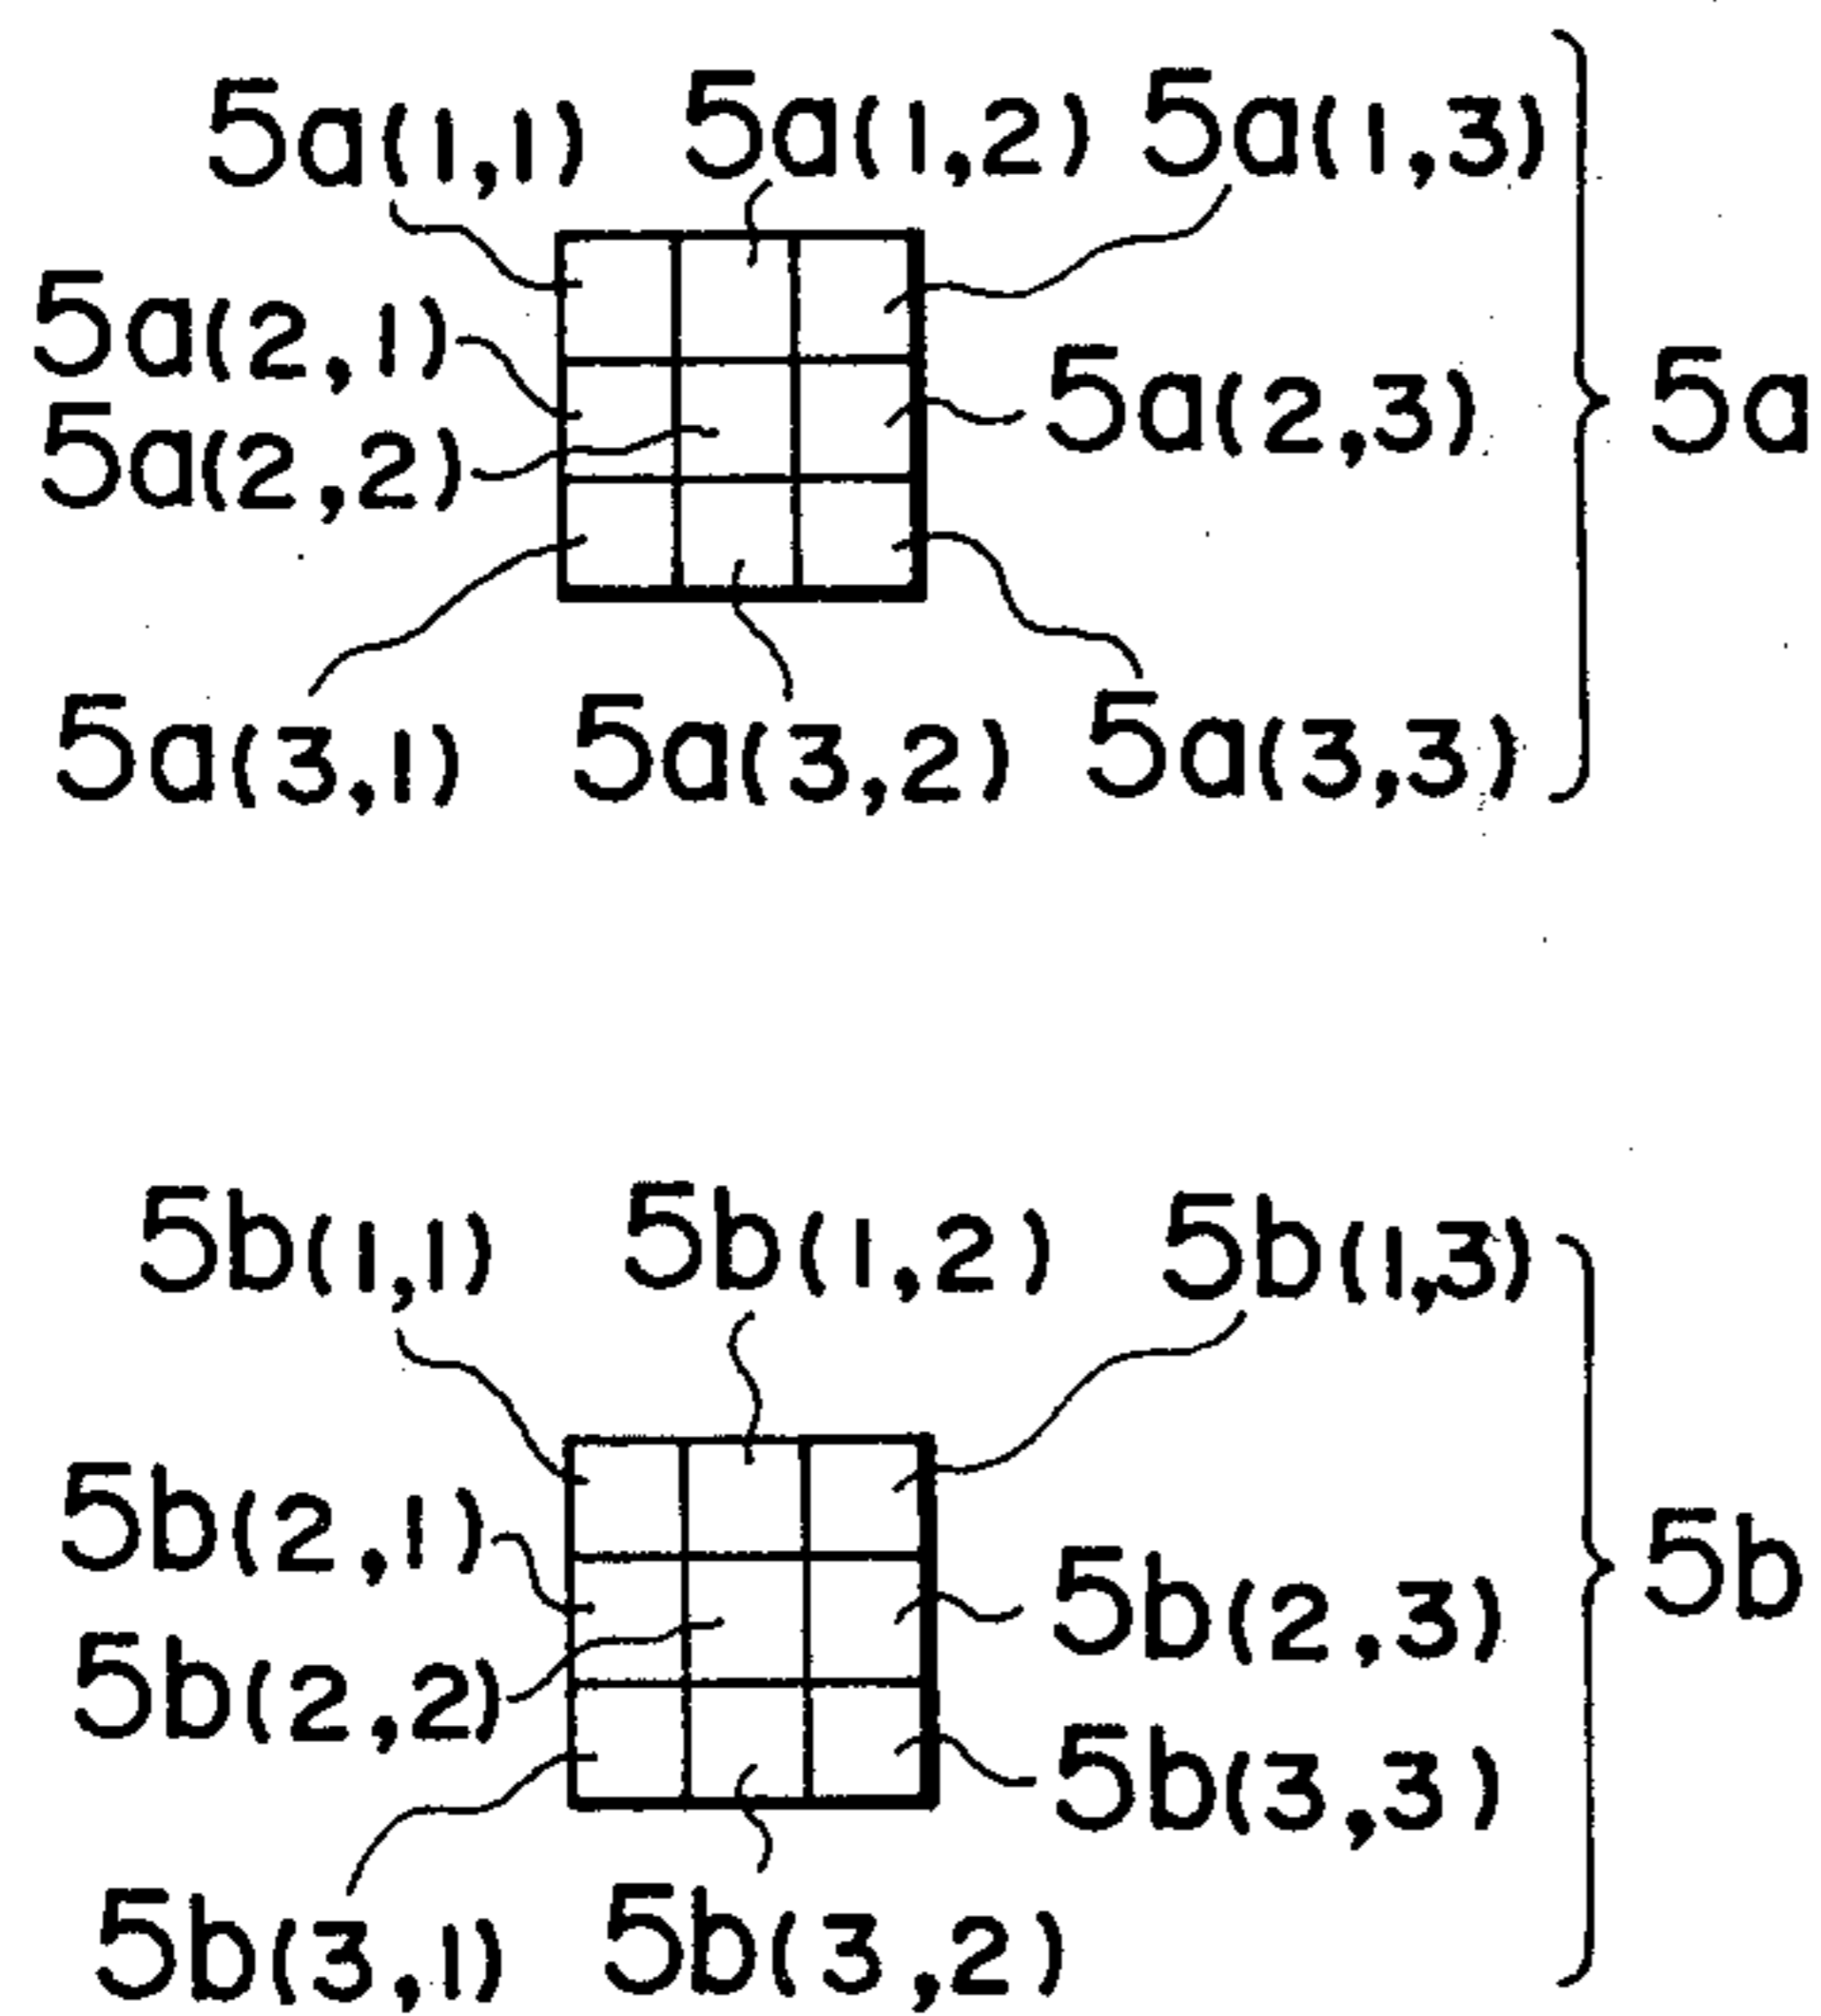 5a(1,1) 5a(1,2) 5a(1,3)
5a(2,1)
5a(2,2) 5a(2,3) 5a
5a(3,1) 5a(3,2) 5a(3,3)
5b(1,1) 5b(1,2) 5b(1,3)
5b(2,1)
5b(2,3) 5b
5b(2,2)
5b(3,3)
5b(3,1) 5b(3,2)